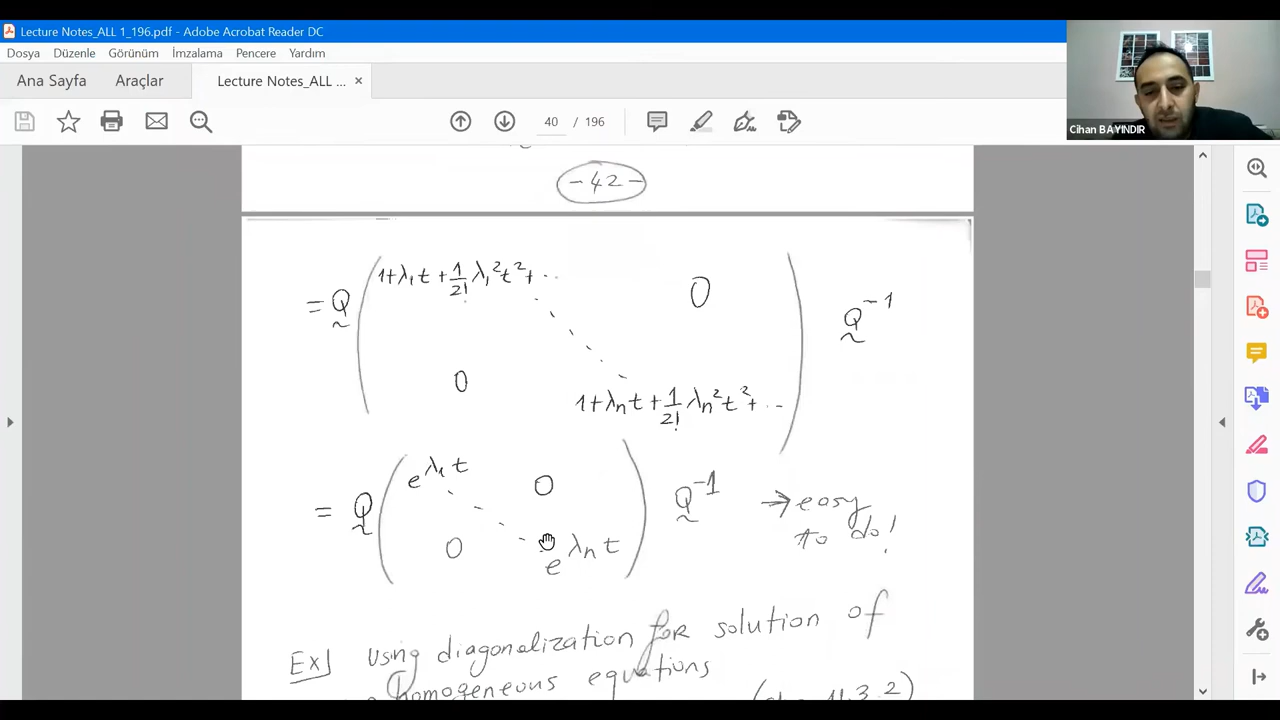 Lecture Notes_ALL 1_196.pdf - Adobe Acrobat Reader DC
Dosya Düzenle Görünüm İmzalama Pencere Yardım
Ana Sayfa Araçlar Lecture Notes_ALL ... ×
40 / 196
Cihan BAYINDIR
-42-
= Q̰ ( 1+λ₁t + 1/2! λ₁²t² + ... 0
0 1+λₙt + 1/2! λₙ²t² + ... ) Q̰⁻¹
= Q̰ ( e^λ₁t 0
0 e^λₙt ) Q̰⁻¹ → easy
to do!
Ex) Using diagonalization for solution of
homogeneous equations